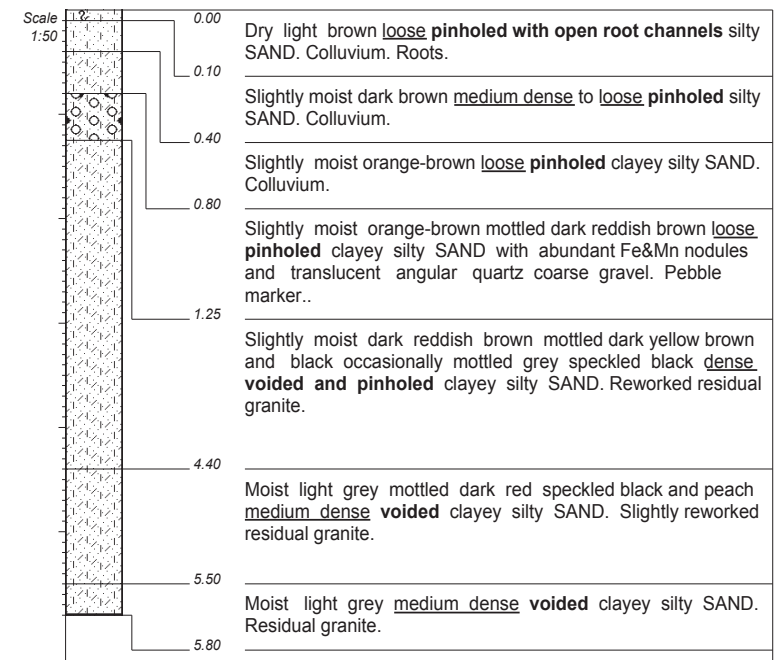 Scale
1:50
0.00
Dry light brown loose pinholed with open root channels silty
SAND. Colluvium. Roots.
0.10
Slightly moist dark brown medium dense to loose pinholed silty
SAND. Colluvium.
0.40
Slightly moist orange-brown loose pinholed clayey silty SAND.
Colluvium.
0.80
Slightly moist orange-brown mottled dark reddish brown loose
pinholed clayey silty SAND with abundant Fe&Mn nodules
and translucent angular quartz coarse gravel. Pebble
marker..
1.25
Slightly moist dark reddish brown mottled dark yellow brown
and black occasionally mottled grey speckled black dense
voided and pinholed clayey silty SAND. Reworked residual
granite.
4.40
Moist light grey mottled dark red speckled black and peach
medium dense voided clayey silty SAND. Slightly reworked
residual granite.
5.50
Moist light grey medium dense voided clayey silty SAND.
Residual granite.
5.80